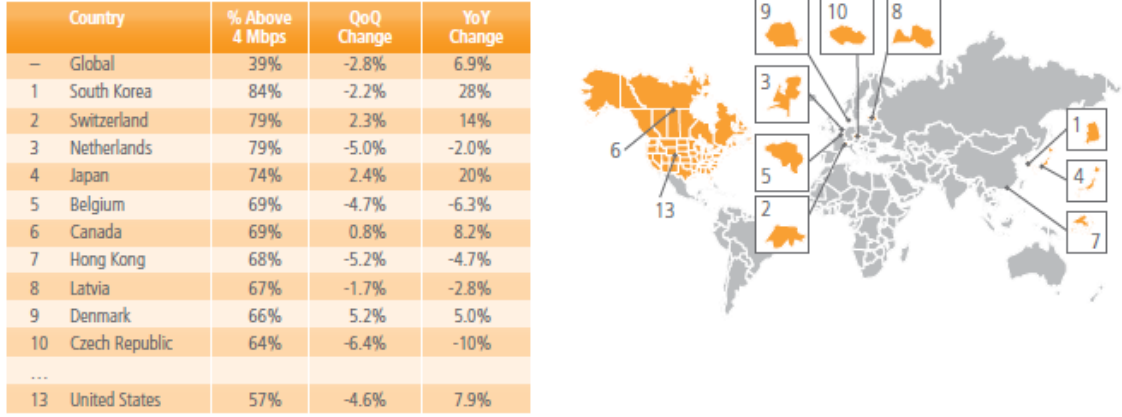 Country % Above 4 Mbps QoQ Change YoY Change
– Global 39% -2.8% 6.9%
1 South Korea 84% -2.2% 28%
2 Switzerland 79% 2.3% 14%
3 Netherlands 79% -5.0% -2.0%
4 Japan 74% 2.4% 20%
5 Belgium 69% -4.7% -6.3%
6 Canada 69% 0.8% 8.2%
7 Hong Kong 68% -5.2% -4.7%
8 Latvia 67% -1.7% -2.8%
9 Denmark 66% 5.2% 5.0%
10 Czech Republic 64% -6.4% -10%
...
13 United States 57% -4.6% 7.9%
9 10 8
3
1
6
5
4
13
2
7